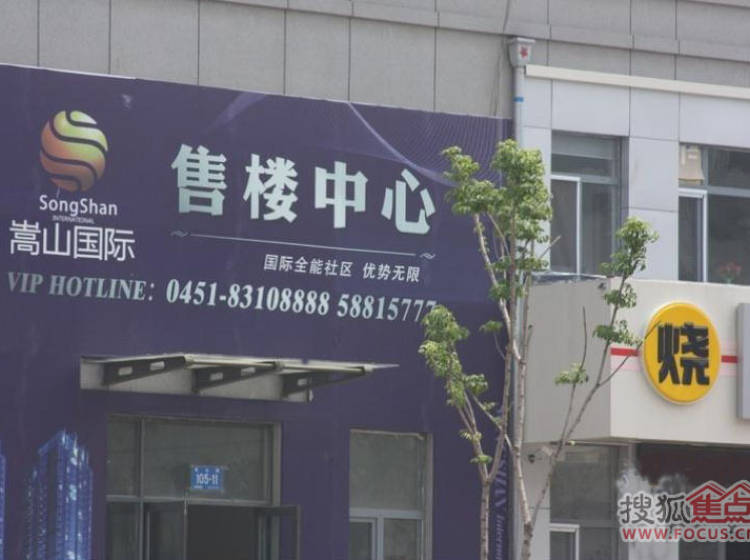 SongShan
INTERNATIONAL
嵩山国际
售楼中心
国际全能社区 优势无限
VIP HOTLINE: 0451-83108888 58815777
105-11
烧
搜狐焦点
WWW.FOCUS.C